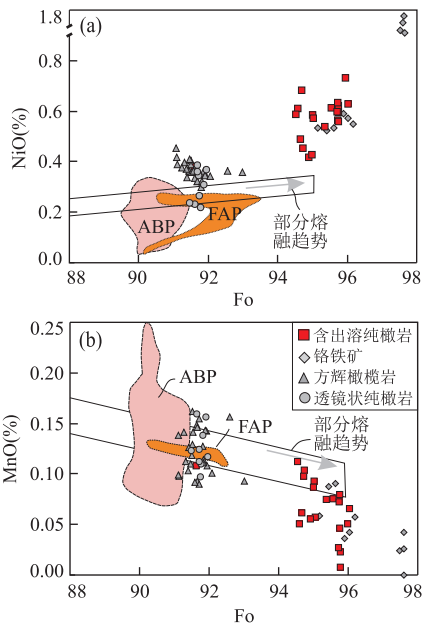 (a)
NiO(%)
1.8
0.8
0.6
0.4
0.2
0.0
ABP
FAP
部分熔
融趋势
88
90
92
94
96
98
Fo
(b)
MnO(%)
0.25
0.20
0.15
0.10
0.05
0.00
ABP
FAP
部分熔
融趋势
含出溶纯橄岩
铬铁矿
方辉橄榄岩
透镜状纯橄岩
88
90
92
94
96
98
Fo